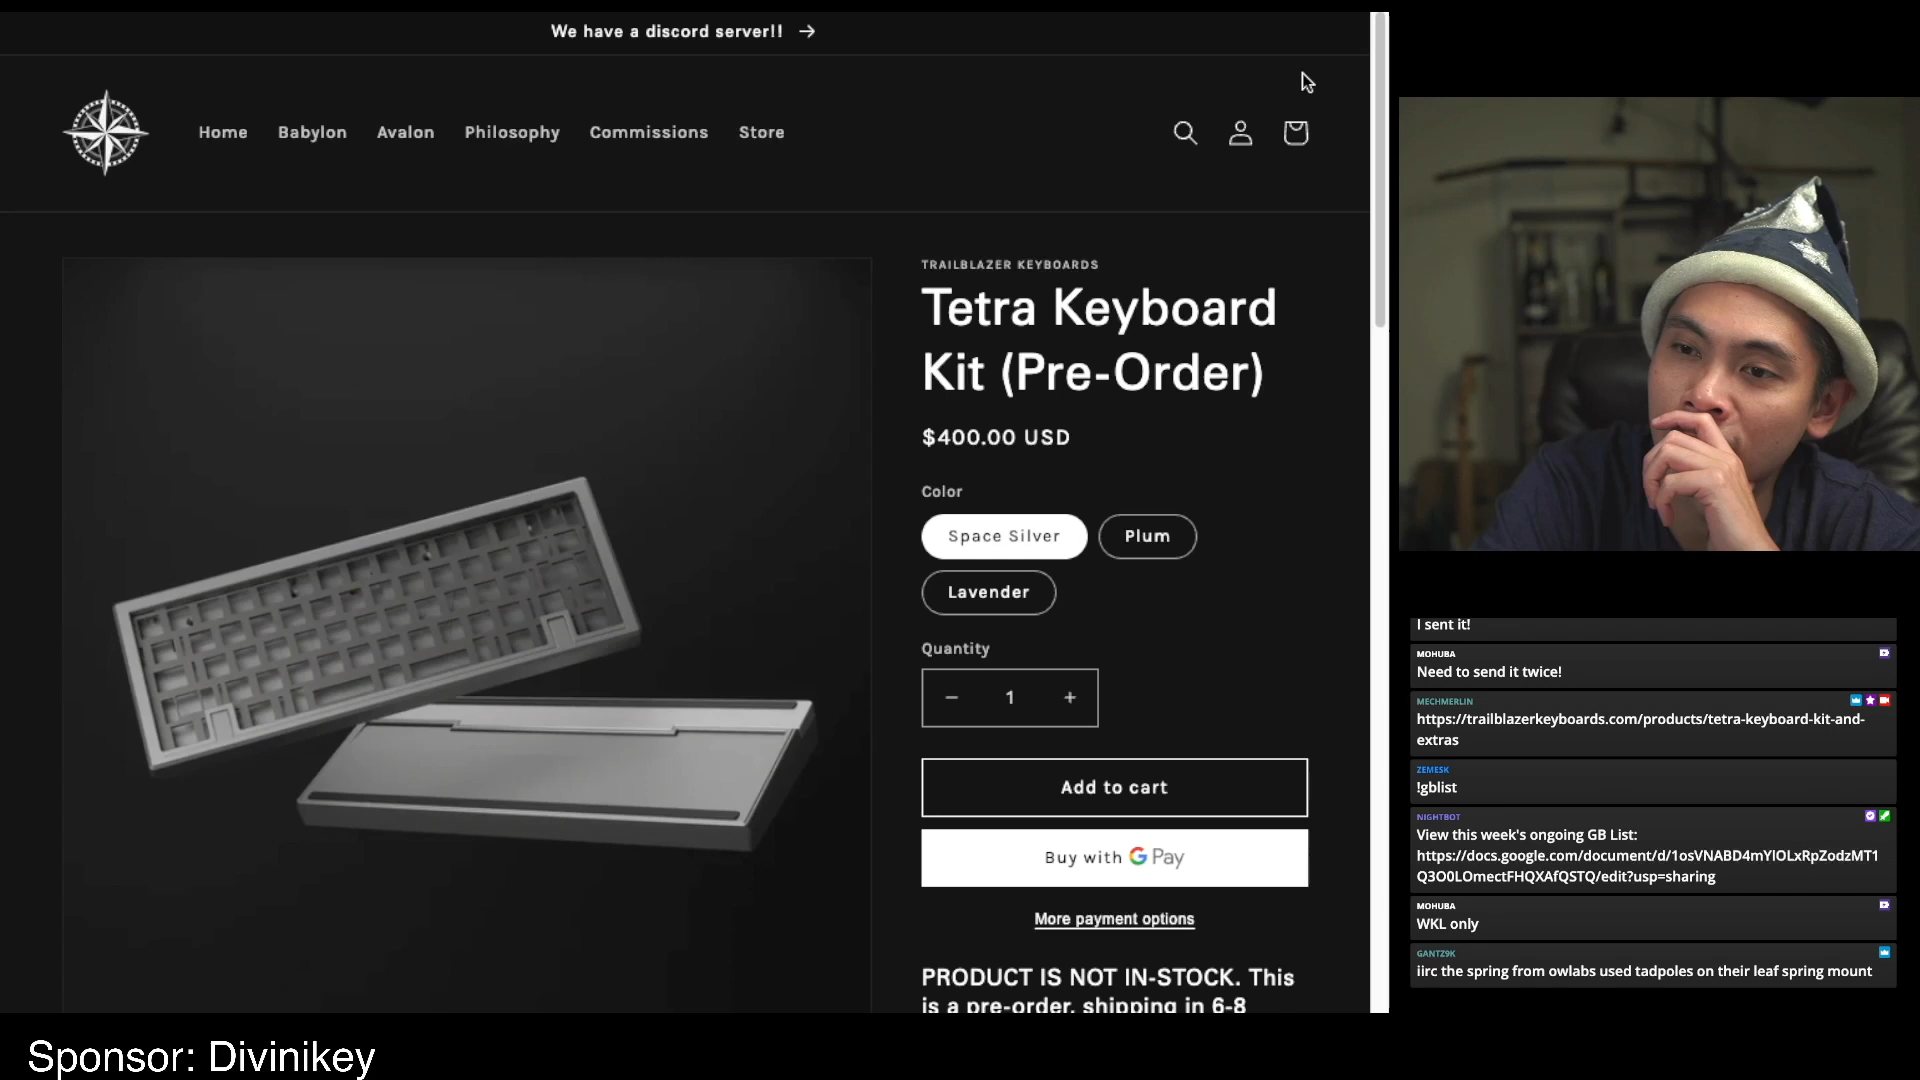 We have a discord server!! →
Home Babylon Avalon Philosophy Commissions Store
TRAILBLAZER KEYBOARDS
Tetra Keyboard
Kit (Pre-Order)
$400.00 USD
Color
Space Silver Plum
Lavender
Quantity
− 1 +
Add to cart
Buy with G Pay
More payment options
PRODUCT IS NOT IN-STOCK. This
is a pre-order, shipping in 6-8
I sent it!
MOHUBA
Need to send it twice!
MECHMERLIN
https://trailblazerkeyboards.com/products/tetra-keyboard-kit-and-
extras
ZEMESK
!gblist
NIGHTBOT
View this week's ongoing GB List:
https://docs.google.com/document/d/1osVNABD4mYIOLxRpZodzMT1
Q3O0LOmectFHQXAfQSTQ/edit?usp=sharing
MOHUBA
WKL only
GANTZ9K
iirc the spring from owlabs used tadpoles on their leaf spring mount
Sponsor: Divinikey